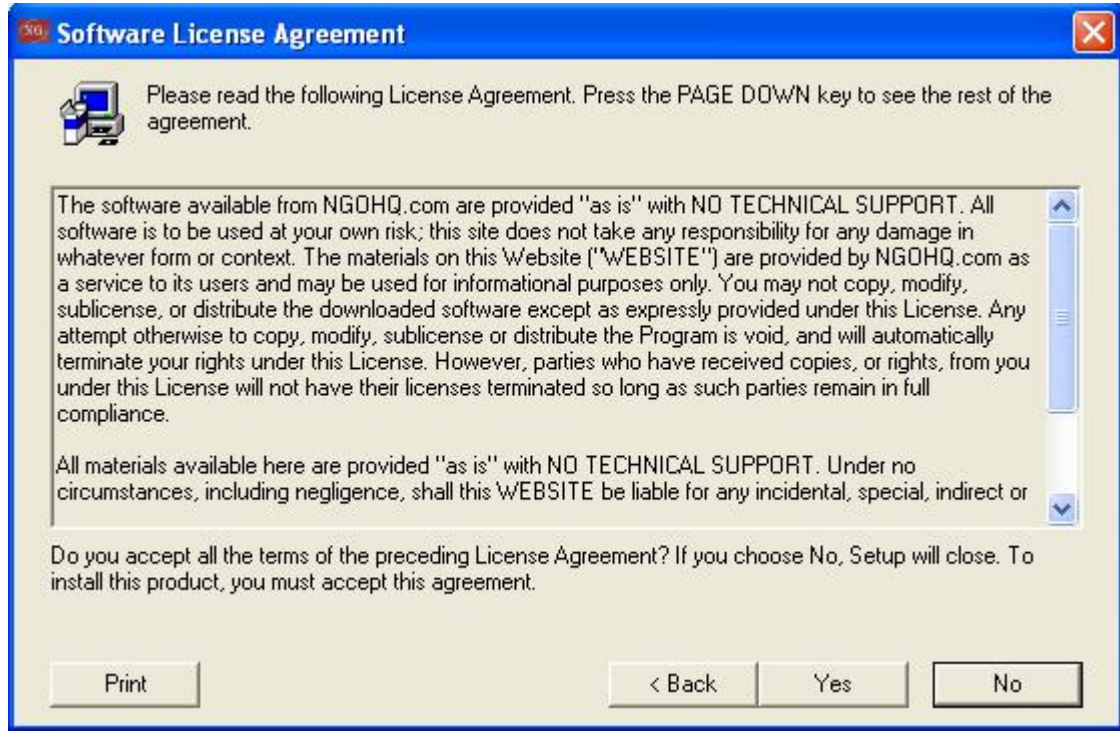 NG
Software License Agreement
Please read the following License Agreement. Press the PAGE DOWN key to see the rest of the
agreement.
The software available from NGOHQ.com are provided "as is" with NO TECHNICAL SUPPORT. All
software is to be used at your own risk; this site does not take any responsibility for any damage in
whatever form or context. The materials on this Website ("WEBSITE") are provided by NGOHQ.com as
a service to its users and may be used for informational purposes only. You may not copy, modify,
sublicense, or distribute the downloaded software except as expressly provided under this License. Any
attempt otherwise to copy, modify, sublicense or distribute the Program is void, and will automatically
terminate your rights under this License. However, parties who have received copies, or rights, from you
under this License will not have their licenses terminated so long as such parties remain in full
compliance.
All materials available here are provided "as is" with NO TECHNICAL SUPPORT. Under no
circumstances, including negligence, shall this WEBSITE be liable for any incidental, special, indirect or
Do you accept all the terms of the preceding License Agreement? If you choose No, Setup will close. To
install this product, you must accept this agreement.
Print
< Back
Yes
No